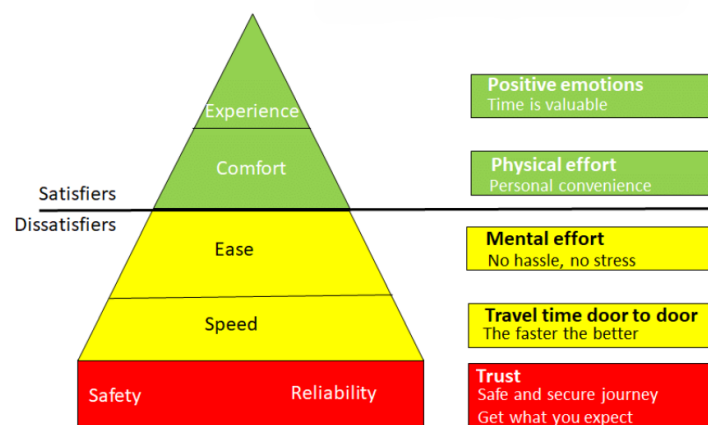 Experience
Comfort
Satisfiers
Dissatisfiers
Ease
Speed
Safety
Reliability
Positive emotions
Time is valuable
Physical effort
Personal convenience
Mental effort
No hassle, no stress
Travel time door to door
The faster the better
Trust
Safe and secure journey
Get what you expect